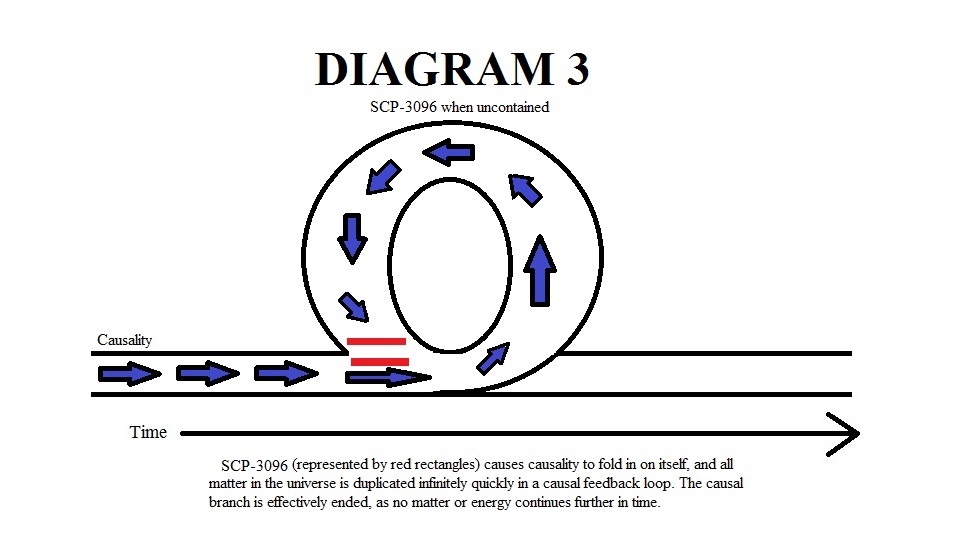 DIAGRAM 3
SCP-3096 when uncontained
Causality
Time
SCP-3096 (represented by red rectangles) causes causality to fold in on itself, and all
matter in the universe is duplicated infinitely quickly in a causal feedback loop. The causal
branch is effectively ended, as no matter or energy continues further in time.